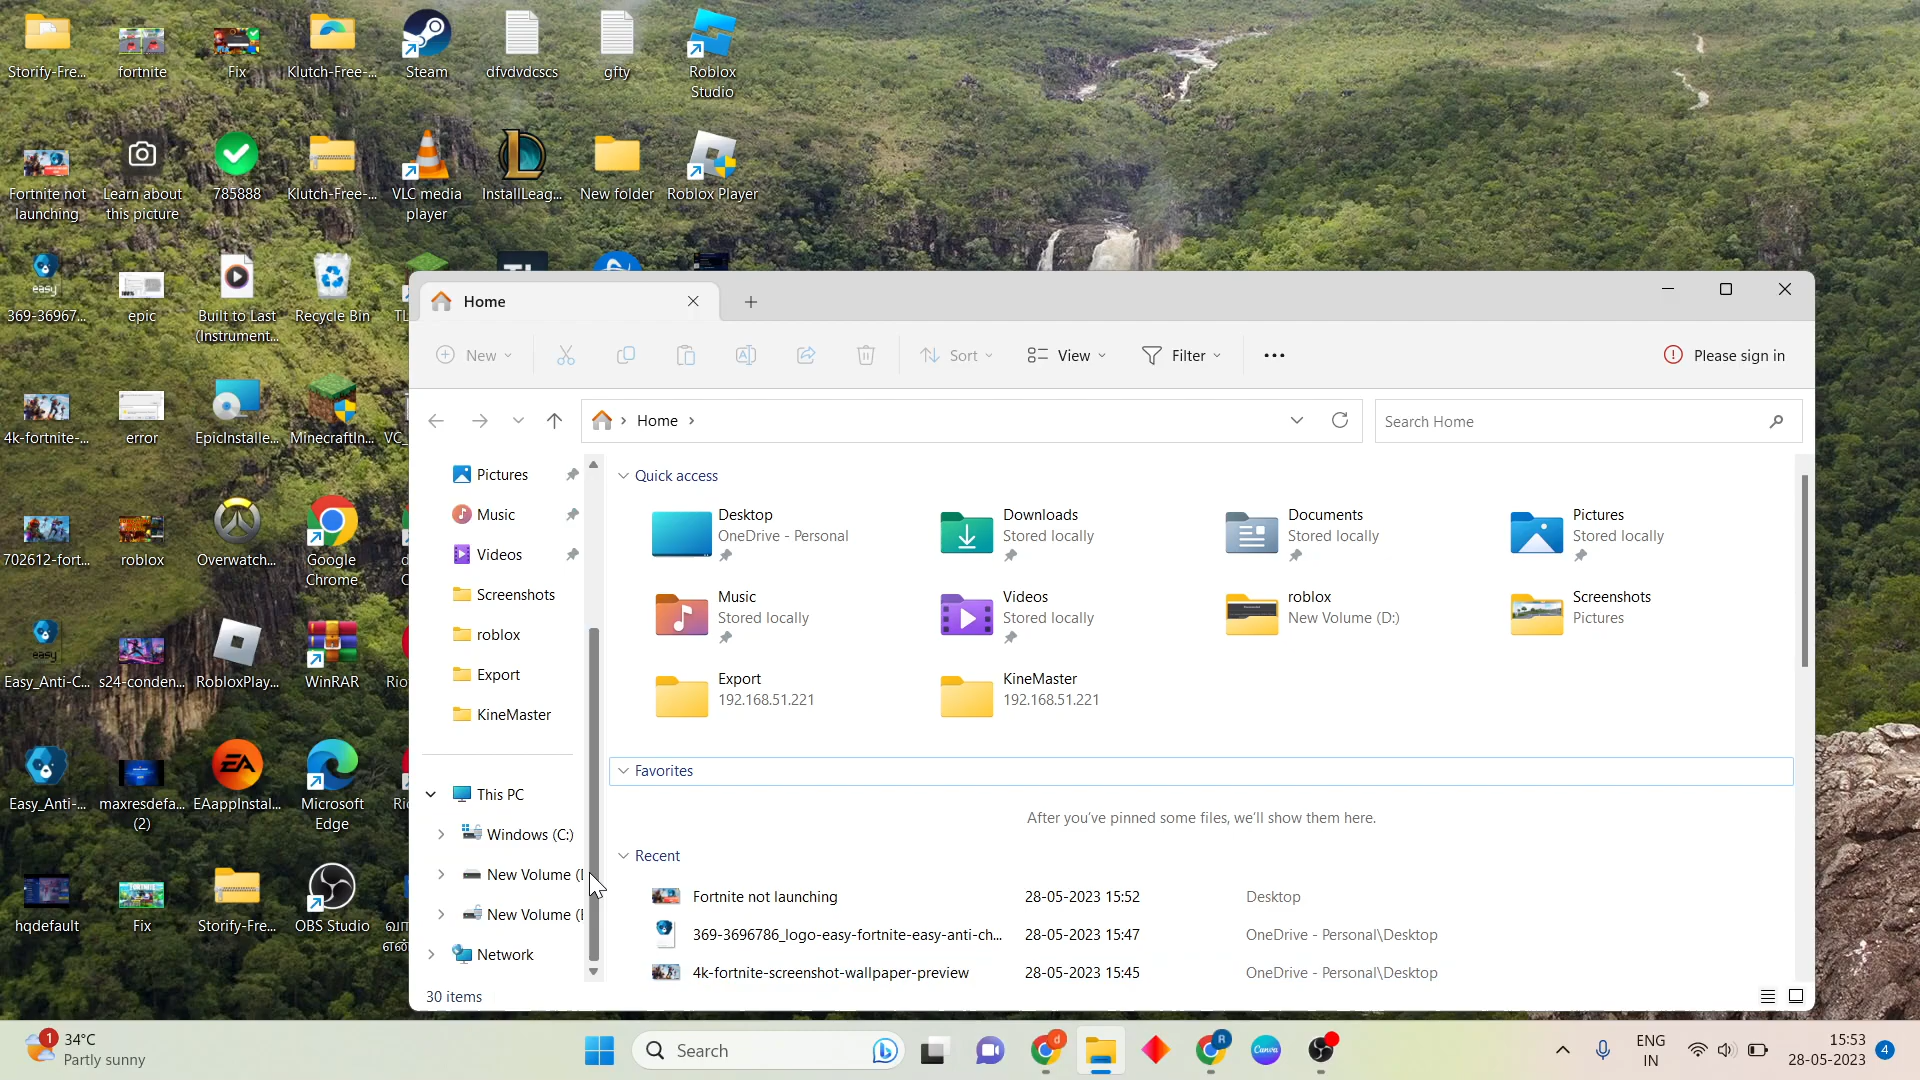 Storify-Fre...
fortnite
Fix
Klutch-Free-...
Steam
dfvdvdcscs
gfty
Roblox
Studio
Fortnite not
launching
Learn about
this picture
785888
Klutch-Free-...
VLC media
player
InstallLeag...
New folder
Roblox Player
easy
369-36967...
epic
Built to Last
(Instrument...
Recycle Bin
TL
4k-fortnite-...
error
EpicInstalle...
MinecraftIn...
VC_
702612-fort...
roblox
Overwatch...
Google
Chrome
easy
Easy_Anti-C...
s24-conden...
RobloxPlay...
WinRAR
Rio
Easy_Anti-...
maxresdefa...
(2)
EA
EAappInstal...
Microsoft
Edge
hqdefault
Fix
Storify-Fre...
OBS Studio
Home
New
Sort
View
Filter
Please sign in
Home
Search Home
Pictures
Music
Videos
Screenshots
roblox
Export
KineMaster
This PC
Windows (C:)
New Volume (
New Volume (
Network
30 items
Quick access
Desktop
OneDrive - Personal
Downloads
Stored locally
Documents
Stored locally
Pictures
Stored locally
Music
Stored locally
Videos
Stored locally
roblox
New Volume (D:)
Screenshots
Pictures
Export
192.168.51.221
KineMaster
192.168.51.221
Favorites
After you've pinned some files, we'll show them here.
Recent
Fortnite not launching 28-05-2023 15:52 Desktop
369-3696786_logo-easy-fortnite-easy-anti-ch... 28-05-2023 15:47 OneDrive - Personal\Desktop
4k-fortnite-screenshot-wallpaper-preview 28-05-2023 15:45 OneDrive - Personal\Desktop
1
34°C
Partly sunny
Search
d
R
Canva
ENG
IN
15:53
28-05-2023
4